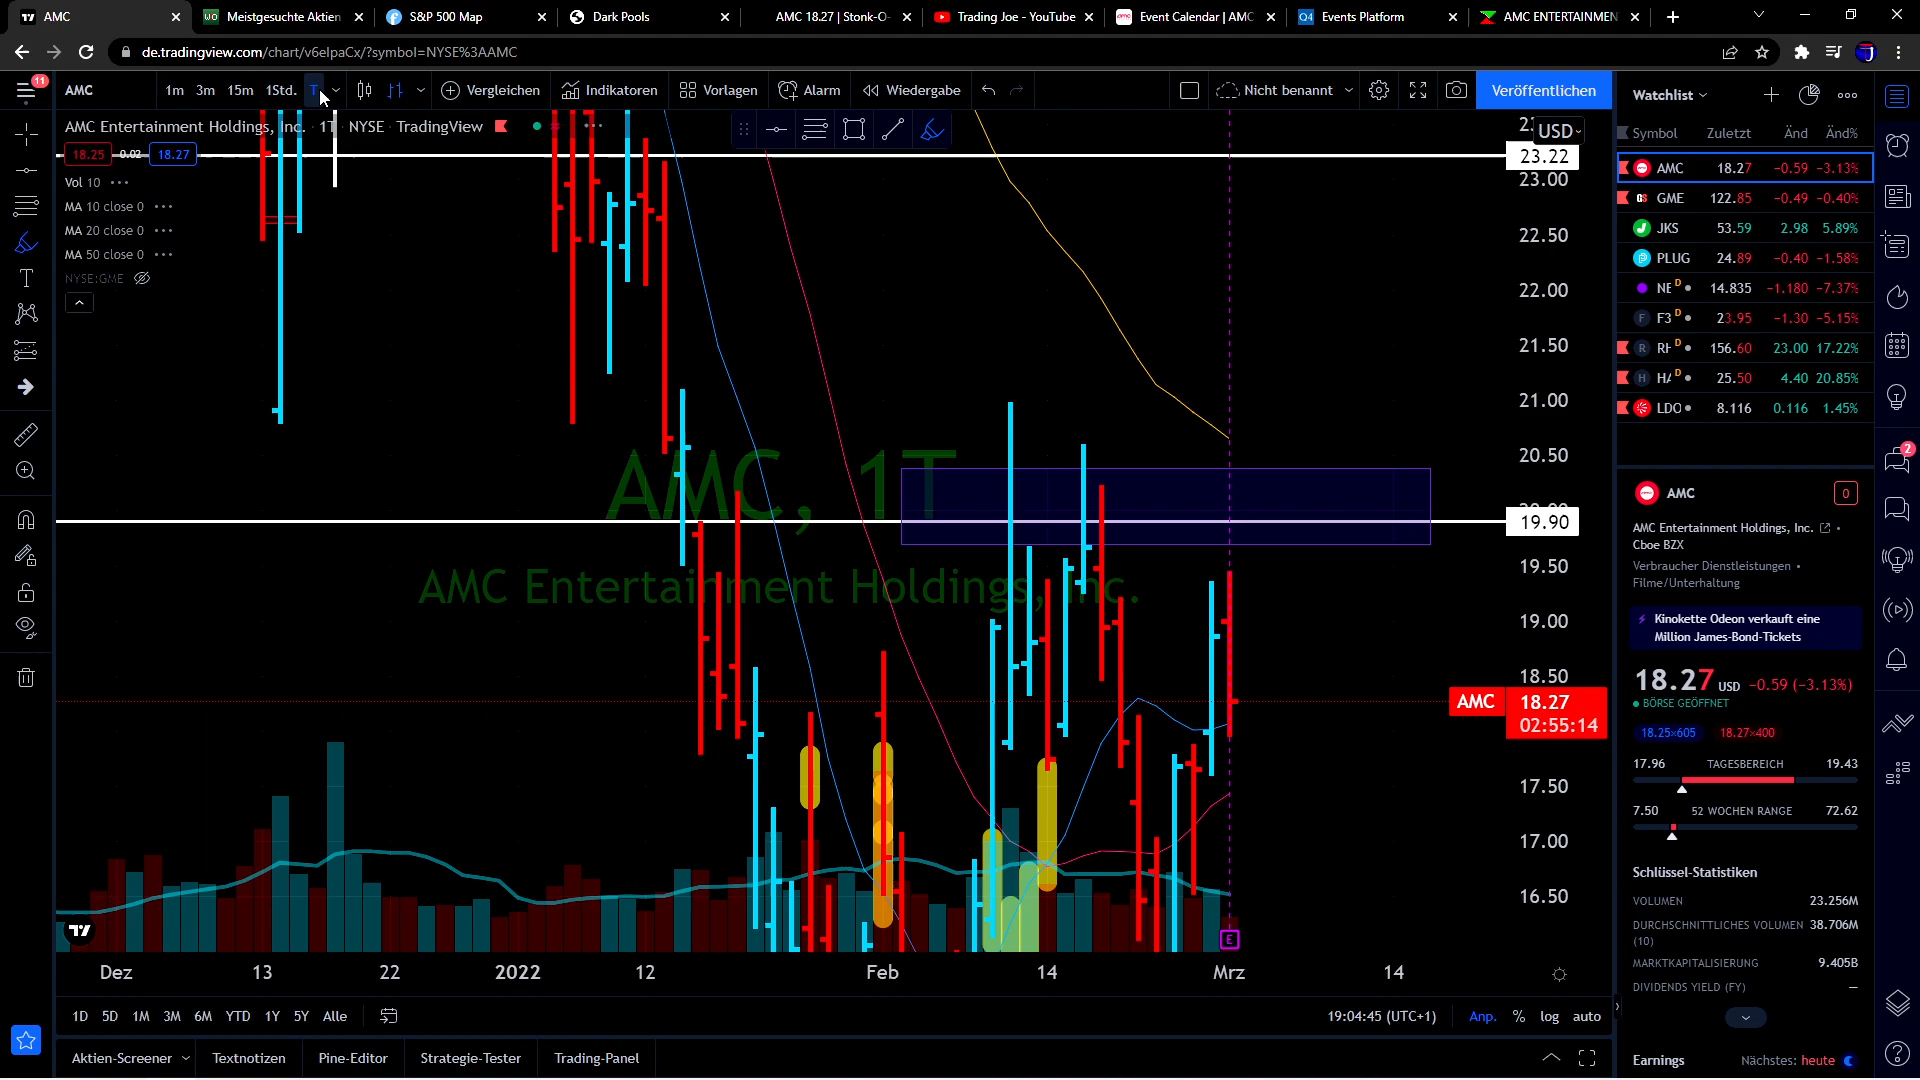 AMC
Meistgesuchte Aktien
S&P 500 Map
Dark Pools
AMC 18.27 | Stonk-O-
Trading Joe - YouTube
Event Calendar | AMC
Events Platform
AMC ENTERTAINMEN
de.tradingview.com/chart/v6elpaCx/?symbol=NYSE%3AAMC
11
AMC
1m 3m 15m 1Std. T
Vergleichen
Indikatoren
Vorlagen
Alarm
Wiedergabe
Nicht benannt
Veröffentlichen
AMC Entertainment Holdings, Inc. · 1T · NYSE · TradingView
18.25 0.02 18.27
Vol 10
MA 10 close 0
MA 20 close 0
MA 50 close 0
NYSE:GME
AMC, 1T
AMC Entertainment Holdings, Inc.
USD
23.22
23.00
22.50
22.00
21.50
21.00
20.50
19.90
19.50
19.00
18.50
AMC 18.27
02:55:14
17.50
17.00
16.50
E
Dez 13 22 2022 12 Feb 14 Mrz 14
1D 5D 1M 3M 6M YTD 1Y 5Y Alle
19:04:45 (UTC+1) Anp. % log auto
Aktien-Screener Textnotizen Pine-Editor Strategie-Tester Trading-Panel
Watchlist
Symbol Zuletzt Änd Änd%
AMC 18.27 -0.59 -3.13%
GME 122.85 -0.49 -0.40%
JKS 53.59 2.98 5.89%
PLUG 24.89 -0.40 -1.58%
NE D 14.835 -1.180 -7.37%
F F3 D 23.95 -1.30 -5.15%
R RH D 156.60 23.00 17.22%
H HA D 25.50 4.40 20.85%
LDO 8.116 0.116 1.45%
AMC 0
AMC Entertainment Holdings, Inc.
Cboe BZX
Verbraucher Dienstleistungen •
Filme/Unterhaltung
Kinokette Odeon verkauft eine
Million James-Bond-Tickets
18.27 USD -0.59 (-3.13%)
BÖRSE GEÖFFNET
18.25×605 18.27×400
17.96 TAGESBEREICH 19.43
7.50 52 WOCHEN RANGE 72.62
Schlüssel-Statistiken
VOLUMEN 23.256M
DURCHSCHNITTLICHES VOLUMEN 38.706M
(10)
MARKTKAPITALISIERUNG 9.405B
DIVIDENDS YIELD (FY) —
Earnings Nächstes: heute
2